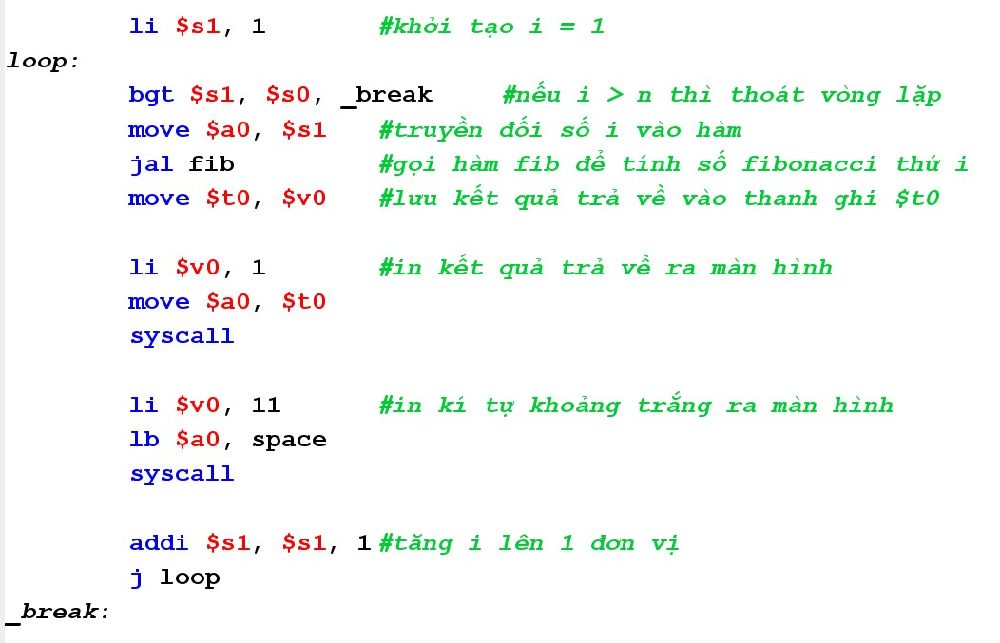 li $s1, 1 #khởi tạo i = 1
loop:
bgt $s1, $s0, _break #nếu i > n thì thoát vòng lặp
move $a0, $s1 #truyền đối số i vào hàm
jal fib #gọi hàm fib để tính số fibonacci thứ i
move $t0, $v0 #lưu kết quả trả về vào thanh ghi $t0
li $v0, 1 #in kết quả trả về ra màn hình
move $a0, $t0
syscall
li $v0, 11 #in kí tự khoảng trắng ra màn hình
lb $a0, space
syscall
addi $s1, $s1, 1 #tăng i lên 1 đơn vị
j loop
_break: